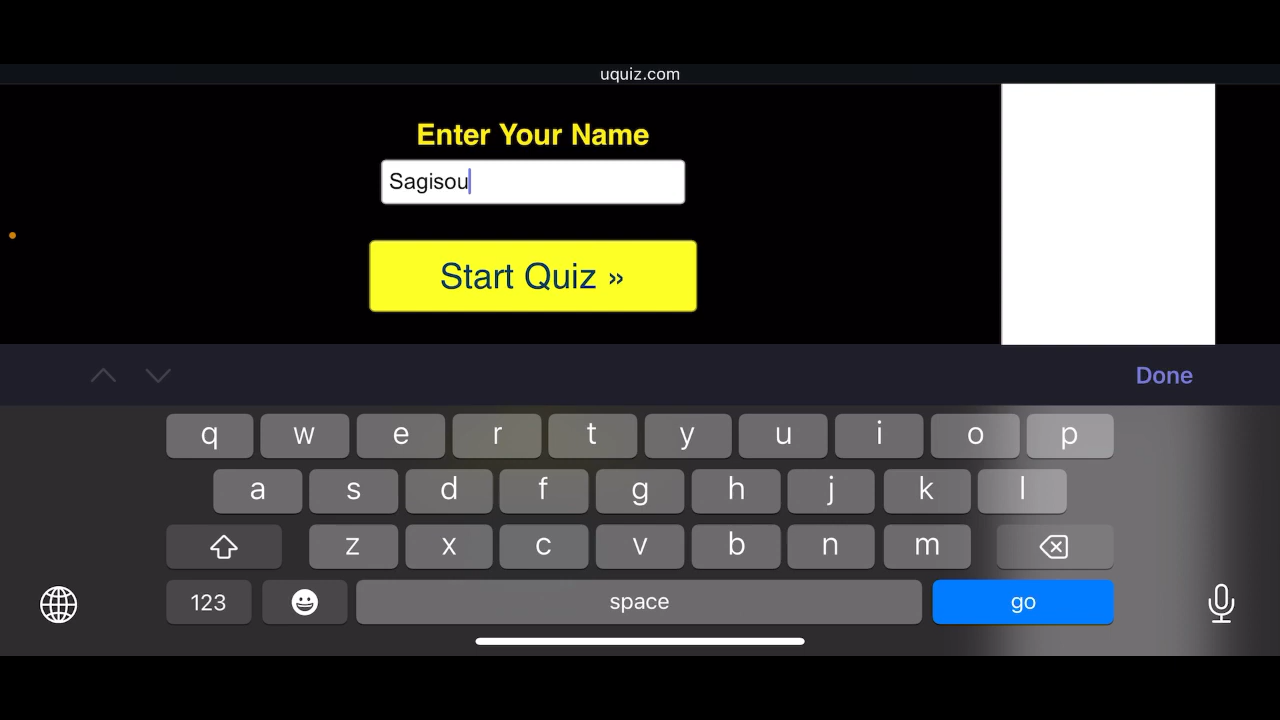 uquiz.com
Enter Your Name
Sagisou
Start Quiz »
Done
q w e r t y u i o p
a s d f g h j k l
z x c v b n m
123 space go